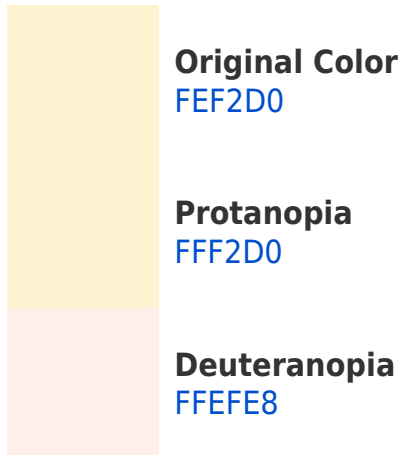 Original Color
FEF2D0
Protanopia
FFF2D0
Deuteranopia
FFEFE8